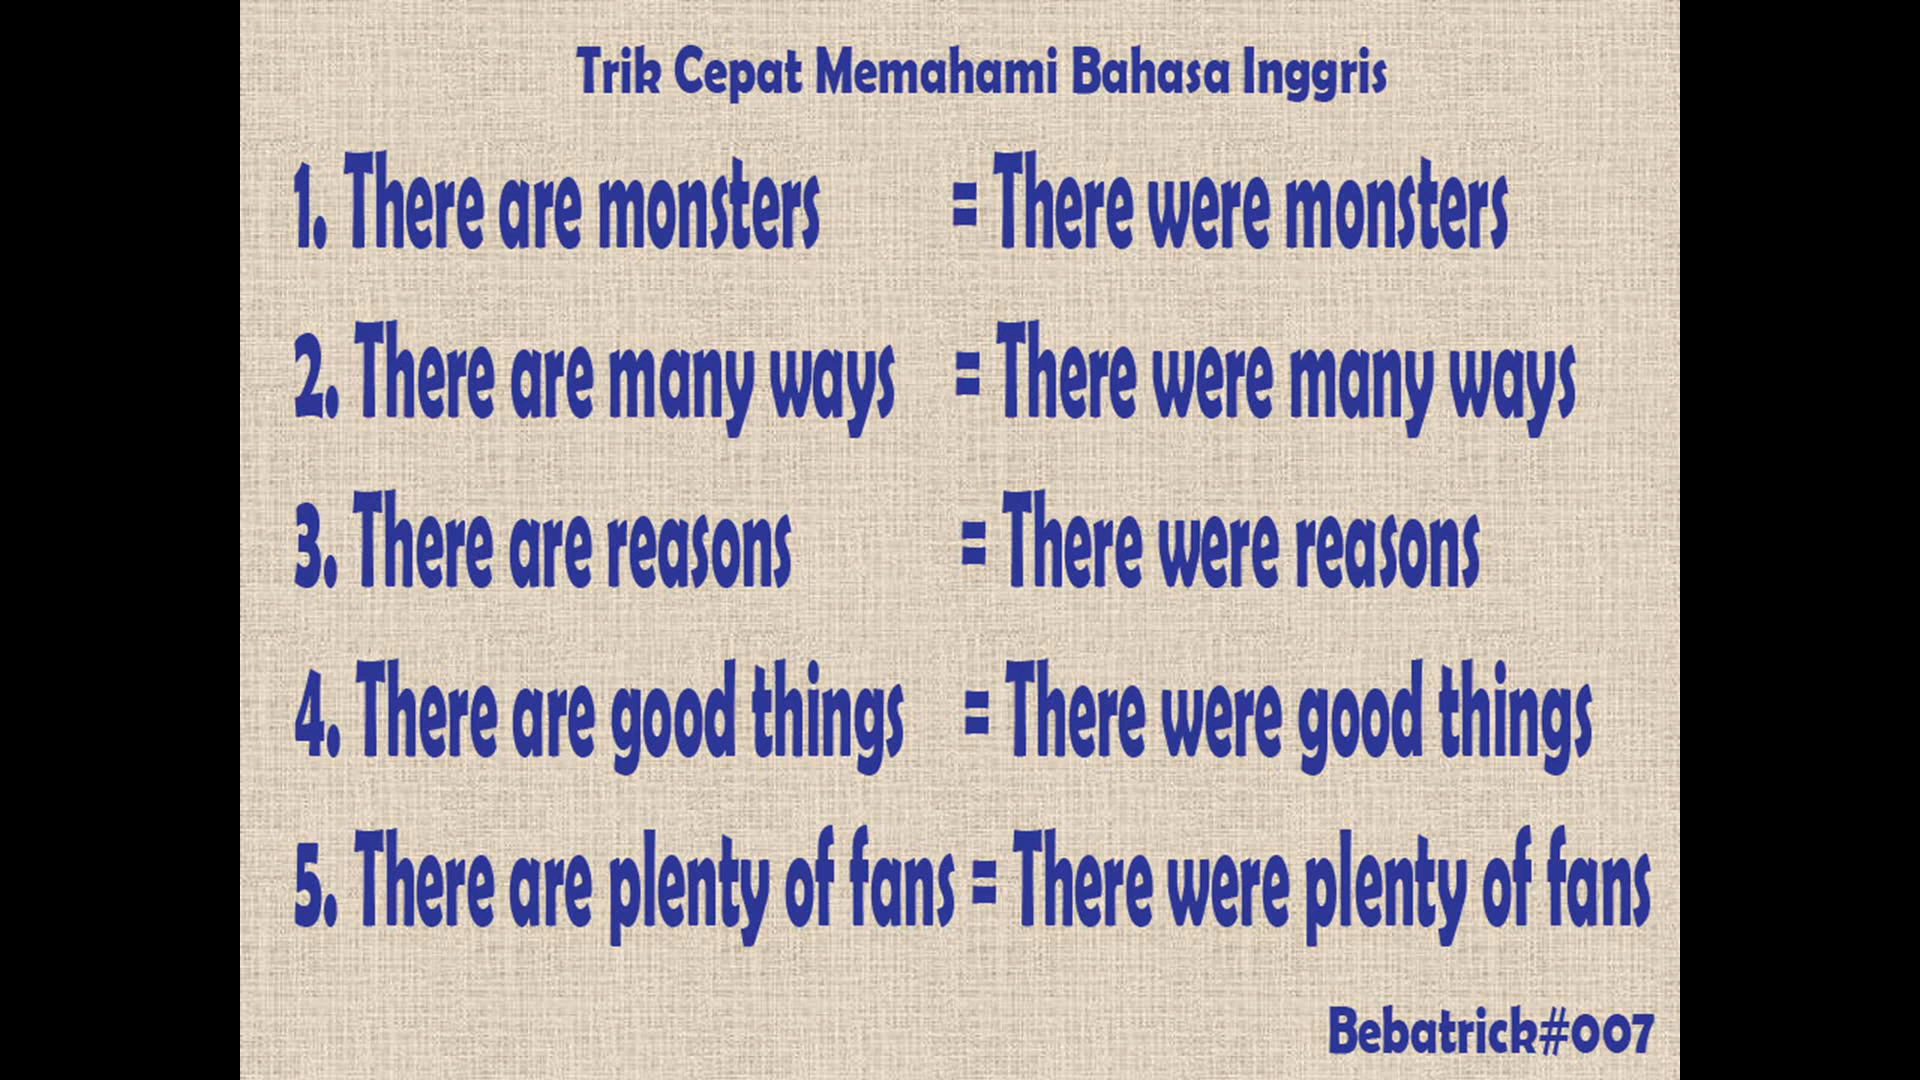 Trik Cepat Memahami Bahasa Inggris
1. There are monsters = There were monsters
2. There are many ways = There were many ways
3. There are reasons = There were reasons
4. There are good things = There were good things
5. There are plenty of fans = There were plenty of fans
Bebatrick#007